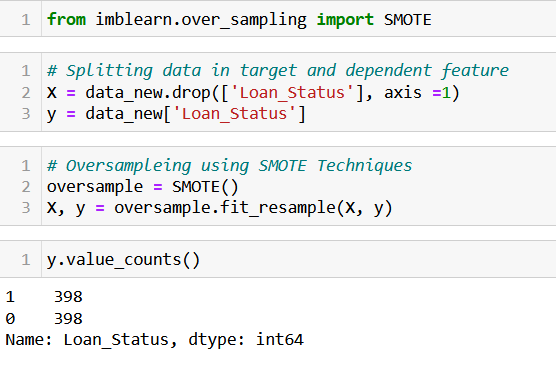 1 from imblearn.over_sampling import SMOTE
1 # Splitting data in target and dependent feature
2 X = data_new.drop(['Loan_Status'], axis =1)
3 y = data_new['Loan_Status']
1 # Oversampleing using SMOTE Techniques
2 oversample = SMOTE()
3 X, y = oversample.fit_resample(X, y)
1 y.value_counts()
1    398
0    398
Name: Loan_Status, dtype: int64